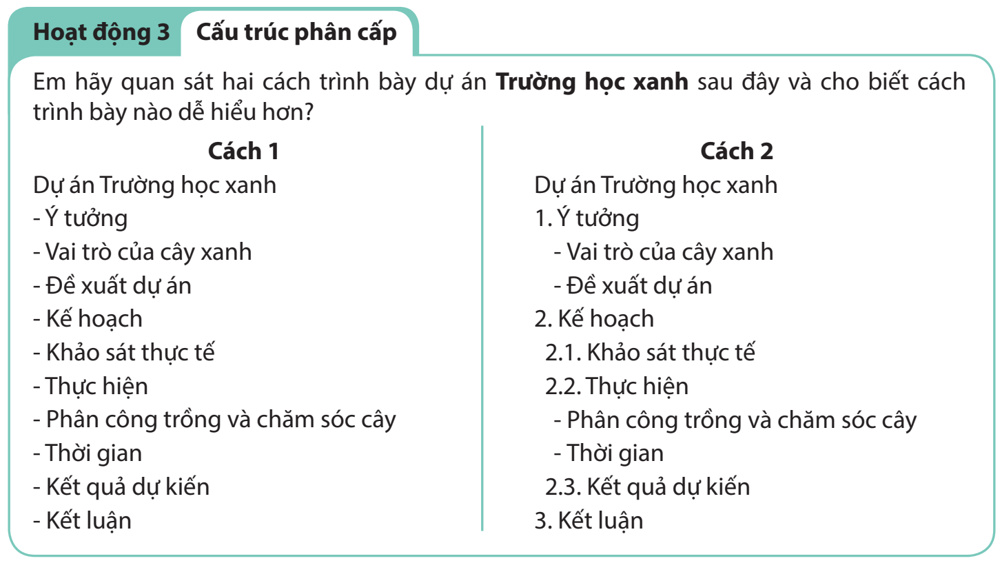 Hoạt động 3 Cấu trúc phân cấp
Em hãy quan sát hai cách trình bày dự án Trường học xanh sau đây và cho biết cách
trình bày nào dễ hiểu hơn?
Cách 1
Dự án Trường học xanh
- Ý tưởng
- Vai trò của cây xanh
- Đề xuất dự án
- Kế hoạch
- Khảo sát thực tế
- Thực hiện
- Phân công trồng và chăm sóc cây
- Thời gian
- Kết quả dự kiến
- Kết luận
Cách 2
Dự án Trường học xanh
1. Ý tưởng
- Vai trò của cây xanh
- Đề xuất dự án
2. Kế hoạch
2.1. Khảo sát thực tế
2.2. Thực hiện
- Phân công trồng và chăm sóc cây
- Thời gian
2.3. Kết quả dự kiến
3. Kết luận